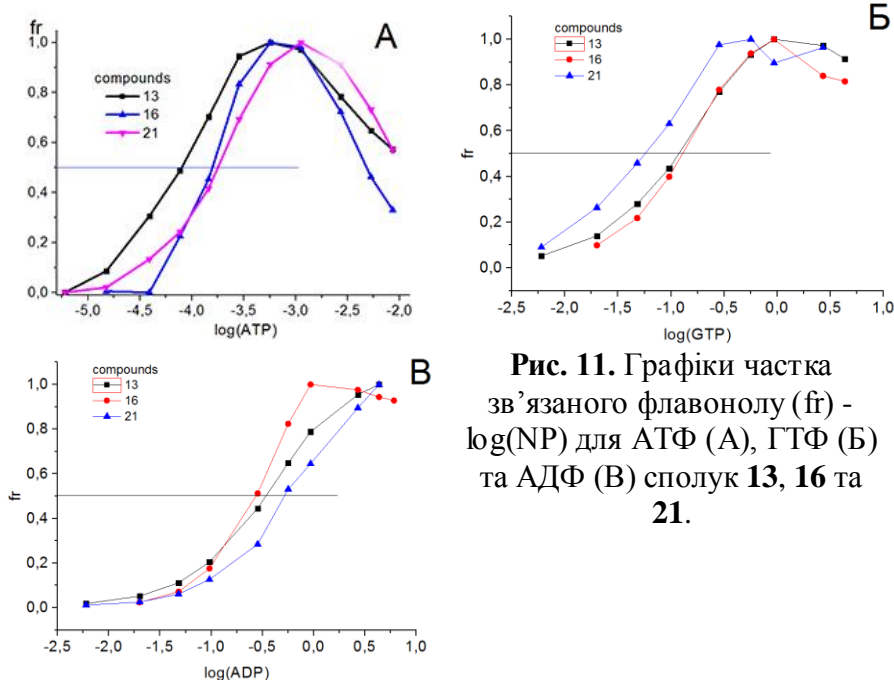 А
fr
1,0
0,8
0,6
0,4
0,2
0,0
compounds
13
16
21
-5,0 -4,5 -4,0 -3,5 -3,0 -2,5 -2,0
log(ATP)
Б
fr
1,0
0,8
0,6
0,4
0,2
0,0
compounds
13
16
21
-2,5 -2,0 -1,5 -1,0 -0,5 0,0 0,5 1,0
log(GTP)
В
fr
1,0
0,8
0,6
0,4
0,2
0,0
compounds
13
16
21
-2,5 -2,0 -1,5 -1,0 -0,5 0,0 0,5 1,0
log(ADP)
Рис. 11. Графіки частка
зв’язаного флавонолу (fr) -
log(NP) для АТФ (А), ГТФ (Б)
та АДФ (В) сполук 13, 16 та
21.